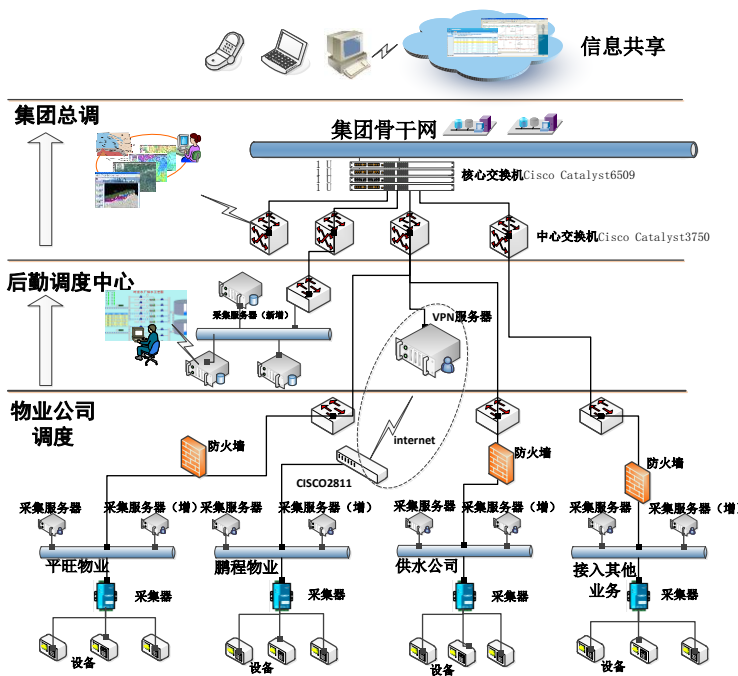 信息共享
集团总调
集团骨干网
核心交换机Cisco Catalyst6509
中心交换机Cisco Catalyst3750
后勤调度中心
采集服务器（新增）
VPN服务器
物业公司
调度
防火墙
internet
防火墙
防火墙
CISCO2811
采集服务器
采集服务器（增）
采集服务器
采集服务器（增）
采集服务器
采集服务器（增）
采集服务器
采集服务器（增）
平旺物业
鹏程物业
供水公司
接入其他
业务
采集器
采集器
采集器
采集器
设备
设备
设备
设备